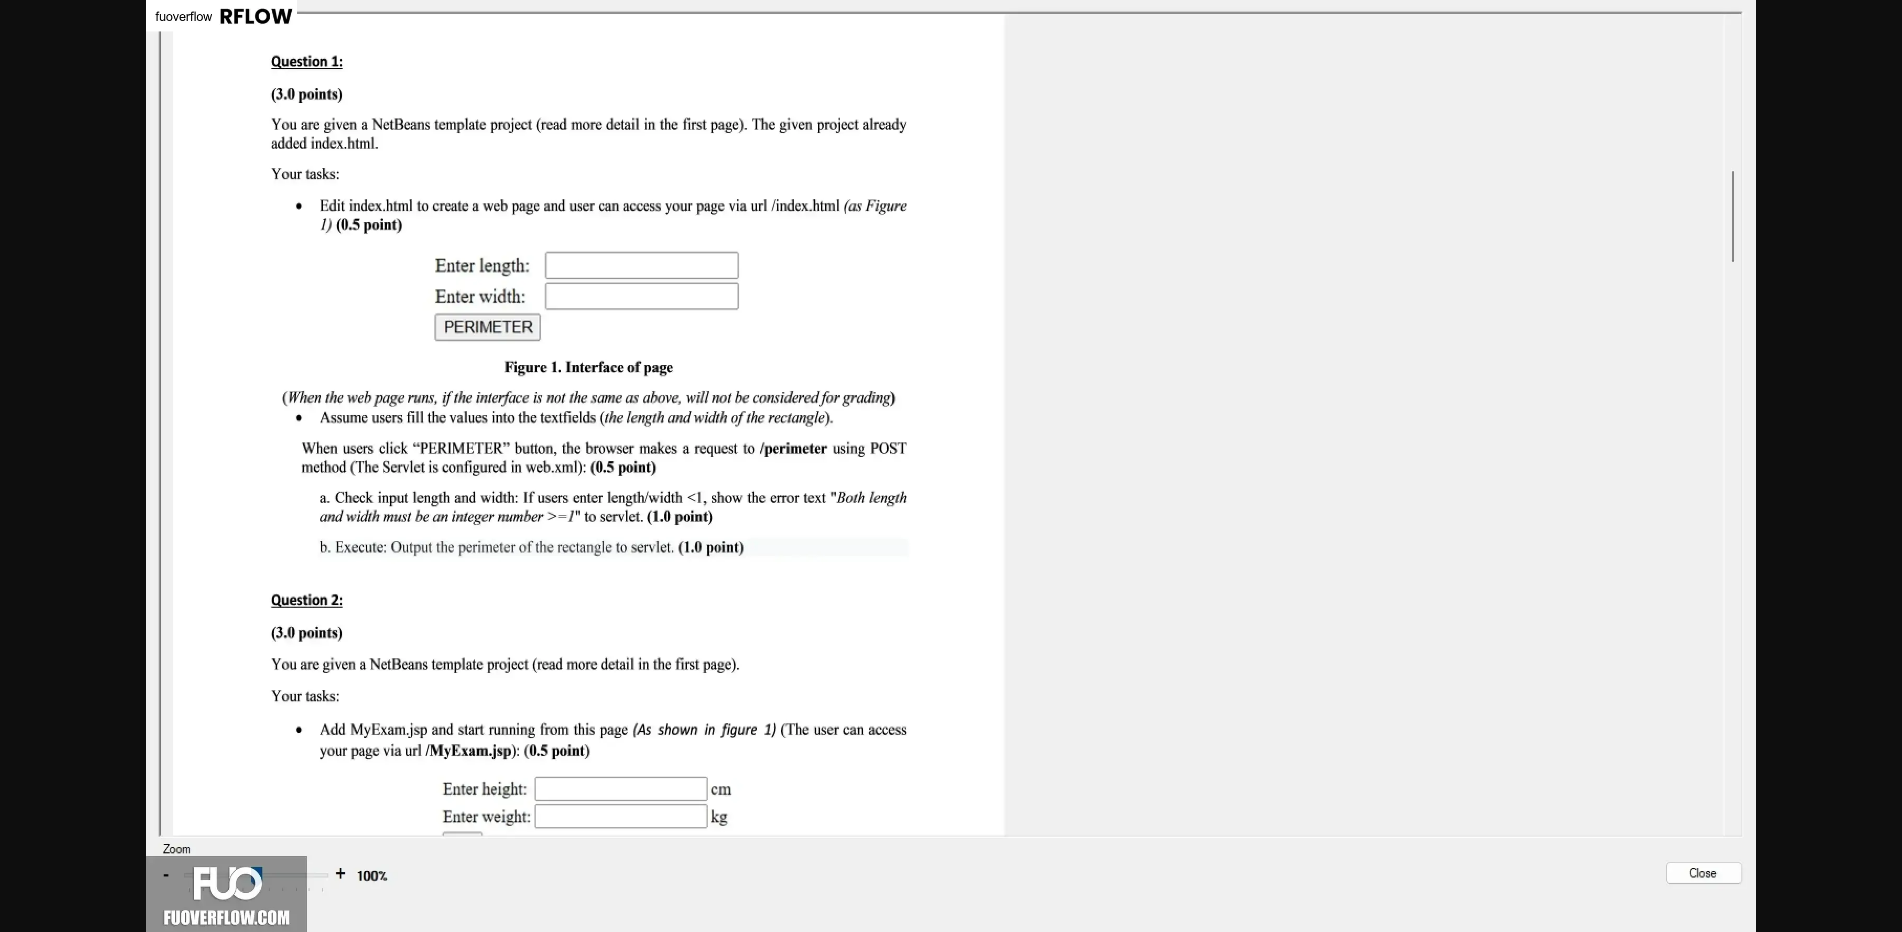 fuoverflow RFLOW
Question 1:
(3.0 points)
You are given a NetBeans template project (read more detail in the first page). The given project already
added index.html.
Your tasks:
• Edit index.html to create a web page and user can access your page via url /index.html (as Figure
1) (0.5 point)
Enter length:
Enter width:
PERIMETER
Figure 1. Interface of page
(When the web page runs, if the interface is not the same as above, will not be considered for grading)
• Assume users fill the values into the textfields (the length and width of the rectangle).
When users click “PERIMETER” button, the browser makes a request to /perimeter using POST
method (The Servlet is configured in web.xml): (0.5 point)
a. Check input length and width: If users enter length/width <1, show the error text "Both length
and width must be an integer number >=1" to servlet. (1.0 point)
b. Execute: Output the perimeter of the rectangle to servlet. (1.0 point)
Question 2:
(3.0 points)
You are given a NetBeans template project (read more detail in the first page).
Your tasks:
• Add MyExam.jsp and start running from this page (As shown in figure 1) (The user can access
your page via url /MyExam.jsp): (0.5 point)
Enter height: cm
Enter weight: kg
Zoom
- + 100%
Close
FUO
FUOVERFLOW.COM